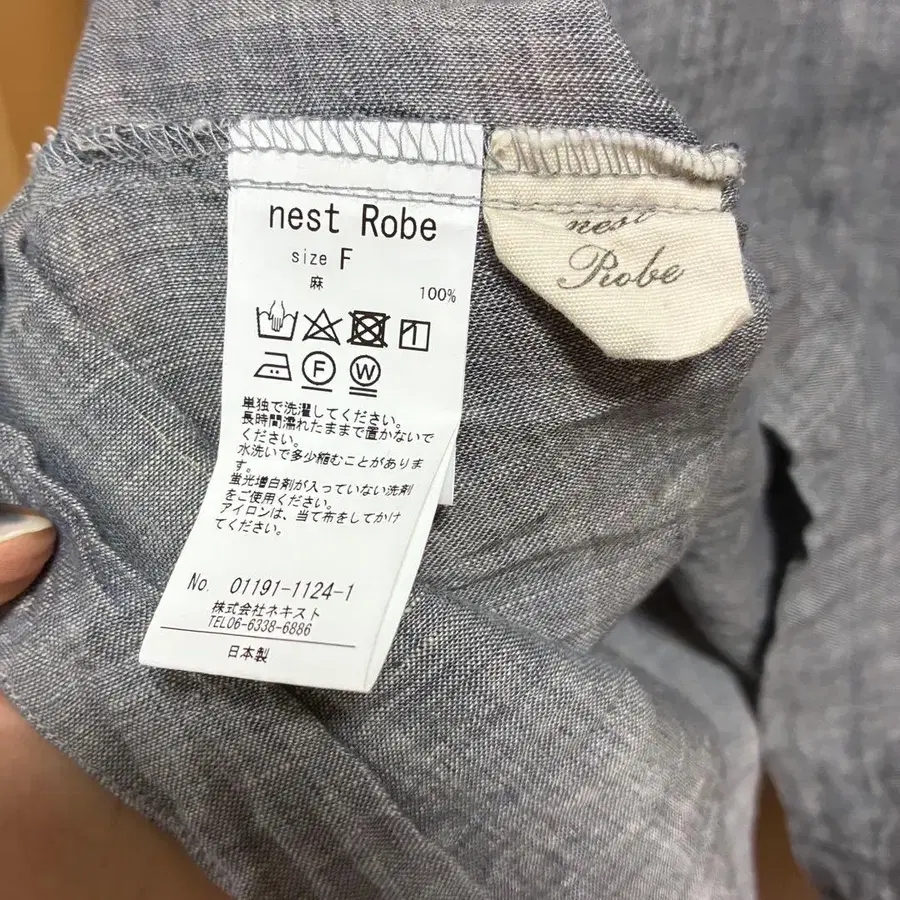 nest Robe
size F
麻
100%
F W
単独で洗濯してください。
長時間濡れたままで置かないで
ください。
水洗いで多少縮むことがありま
す。
蛍光増白剤が入っていない洗剤
をご使用ください。
アイロンは、当て布をしてかけ
てください。
No. 01191-1124-1
株式会社ネキスト
TEL06-6338-6886
日本製
nest
Robe